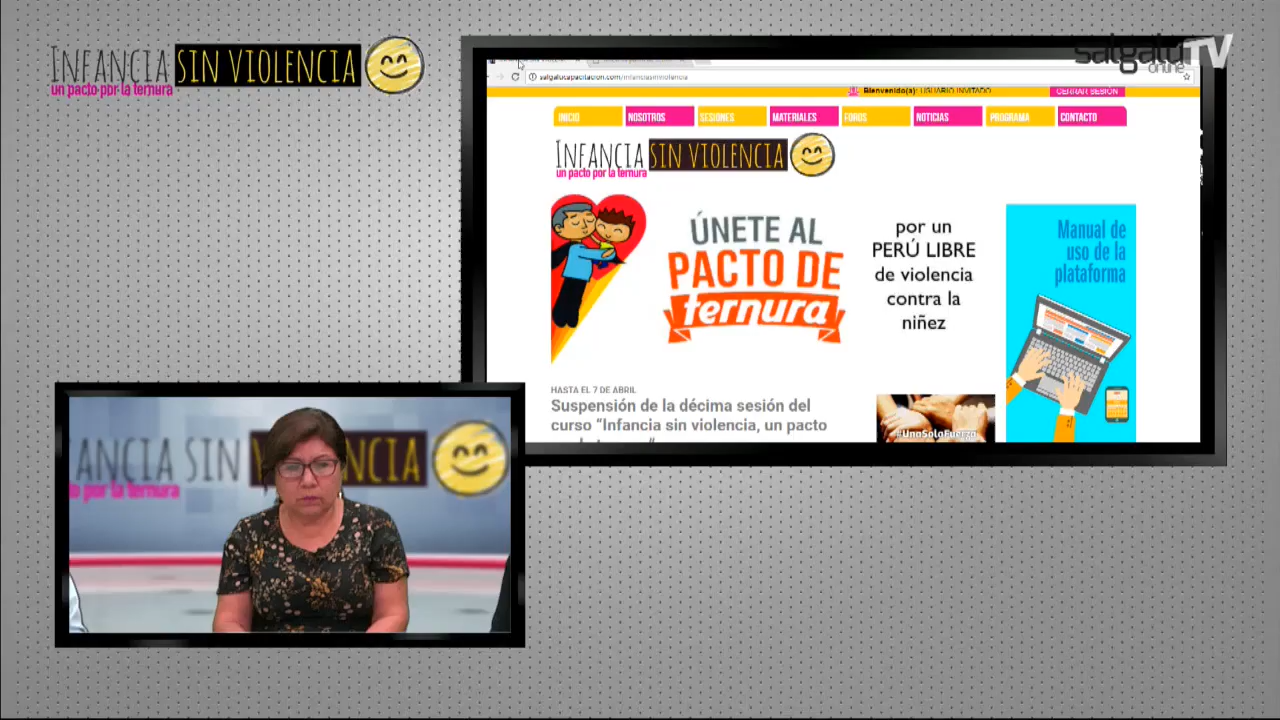 INFANCIA SIN VIOLENCIA
un pacto por la ternura
salgalu TV
online
salgalucapacitacion.com/infanciasinviolencia
Bienvenido(a): USUARIO INVITADO
CERRAR SESIÓN
INICIO
NOSOTROS
SESIONES
MATERIALES
FOROS
NOTICIAS
PROGRAMA
CONTACTO
INFANCIA SIN VIOLENCIA
un pacto por la ternura
ÚNETE AL
PACTO DE
ternura
por un
PERÚ LIBRE
de violencia
contra la
niñez
Manual de
uso de la
plataforma
HASTA EL 7 DE ABRIL
Suspensión de la décima sesión del
curso “Infancia sin violencia, un pacto
#UnaSolaFuerza
ANCIA SIN VIOLENCIA
to por la ternura